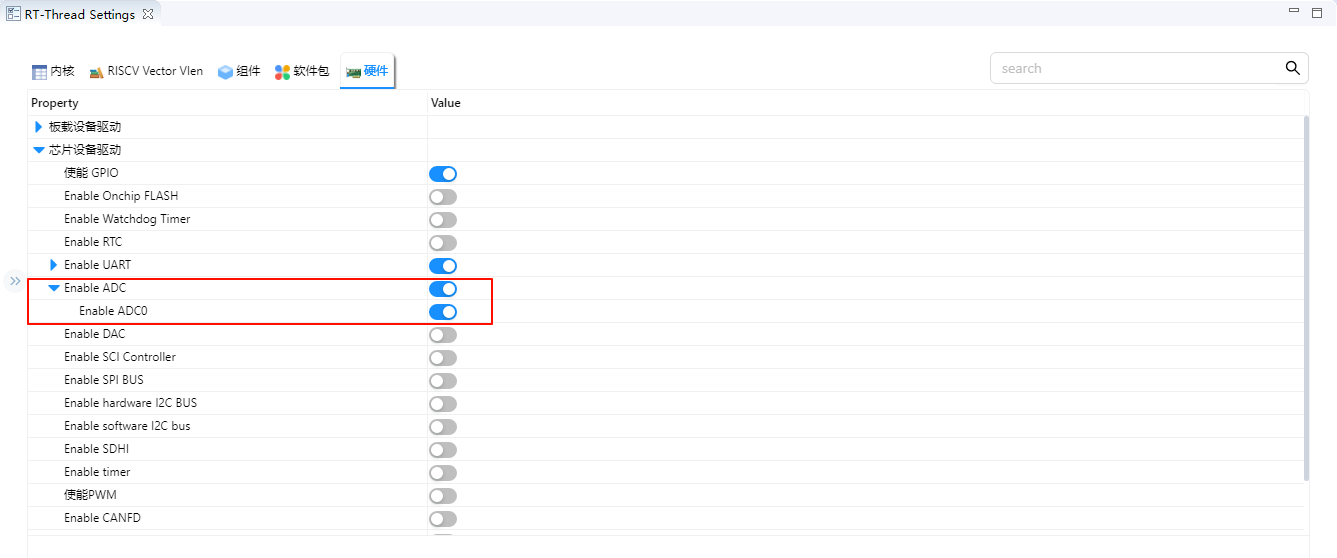 RT-Thread Settings
内核 RISCV Vector Vlen 组件 软件包 硬件 search
Property Value
板载设备驱动
芯片设备驱动
使能 GPIO
Enable Onchip FLASH
Enable Watchdog Timer
Enable RTC
Enable UART
Enable ADC
Enable ADC0
Enable DAC
Enable SCI Controller
Enable SPI BUS
Enable hardware I2C BUS
Enable software I2C bus
Enable SDHI
Enable timer
使能PWM
Enable CANFD